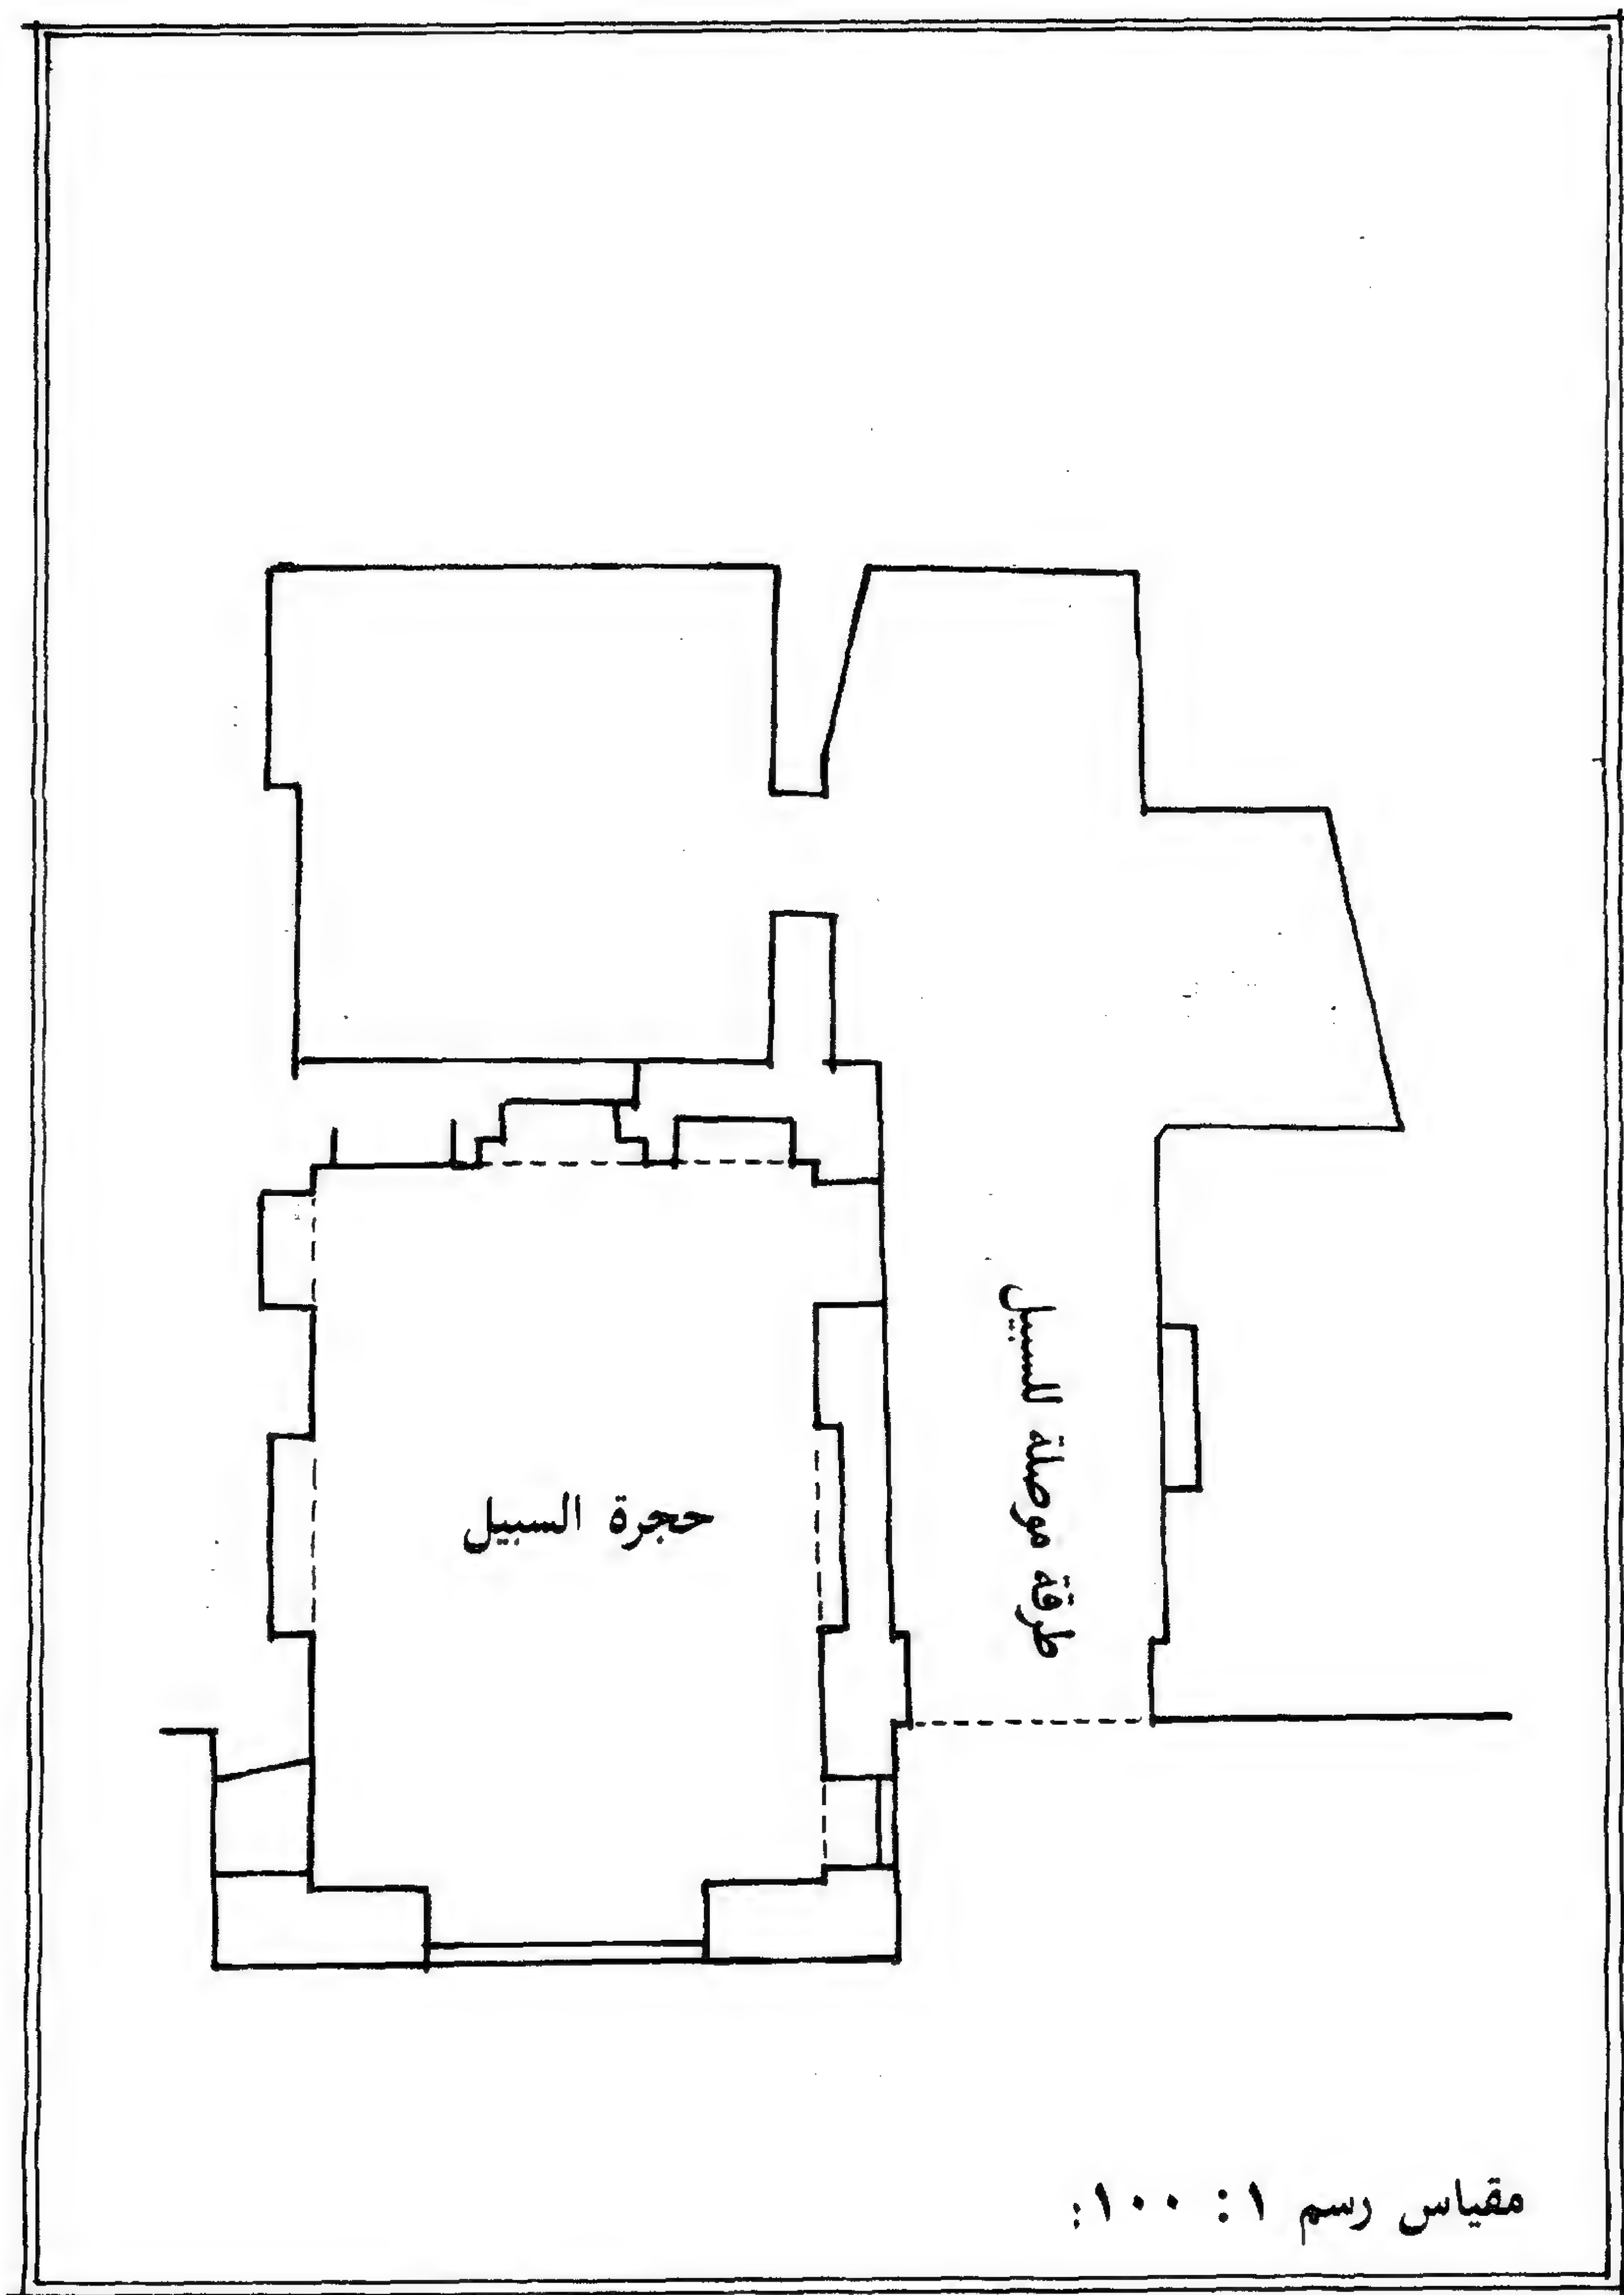 طرقة موصلة للسبيل
حجرة السبيل
مقياس رسم ١ : ١٠٠: